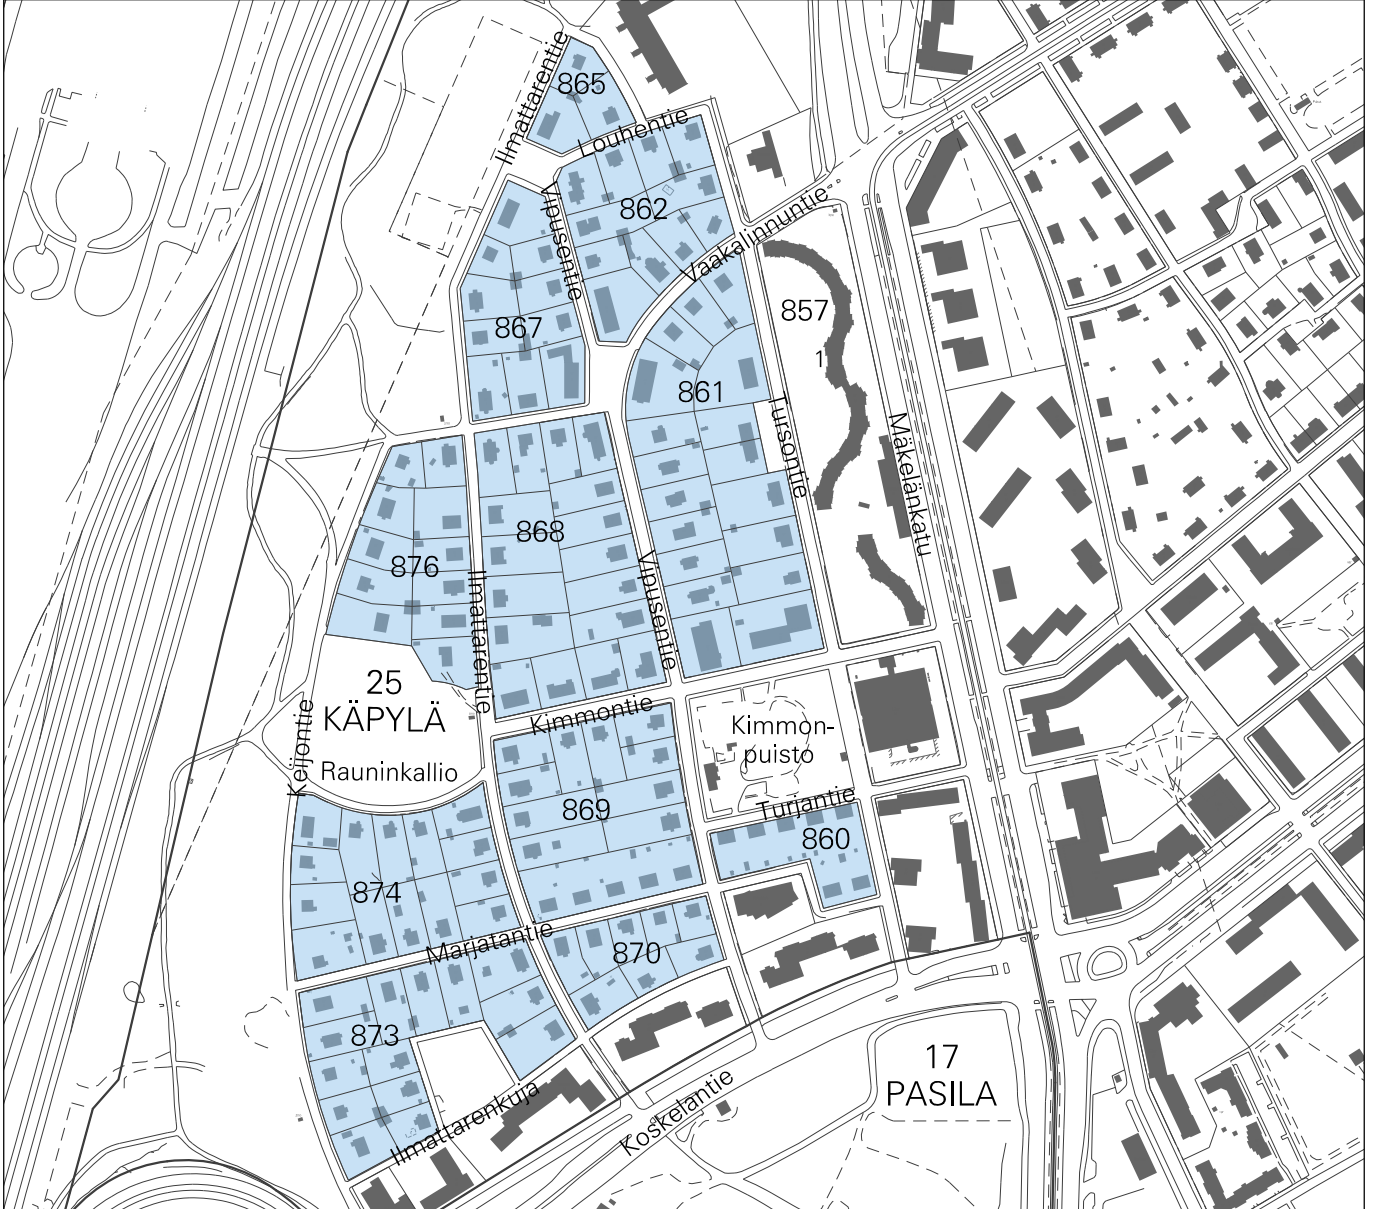 Ilmattarentie
865
Louhentie
Vipusentie
862
Vaakalinnuntie
867
857
1
861
Tursontie
Mäkelänkatu
868
876
Ilmattarentie
Vipusentie
25
KÄPYLÄ
Keijontie
Rauninkallio
Kimmontie
Kimmon-
puisto
Turjantie
869
860
874
Marjatantie
870
873
17
PASILA
Ilmattarenkuja
Koskelantie